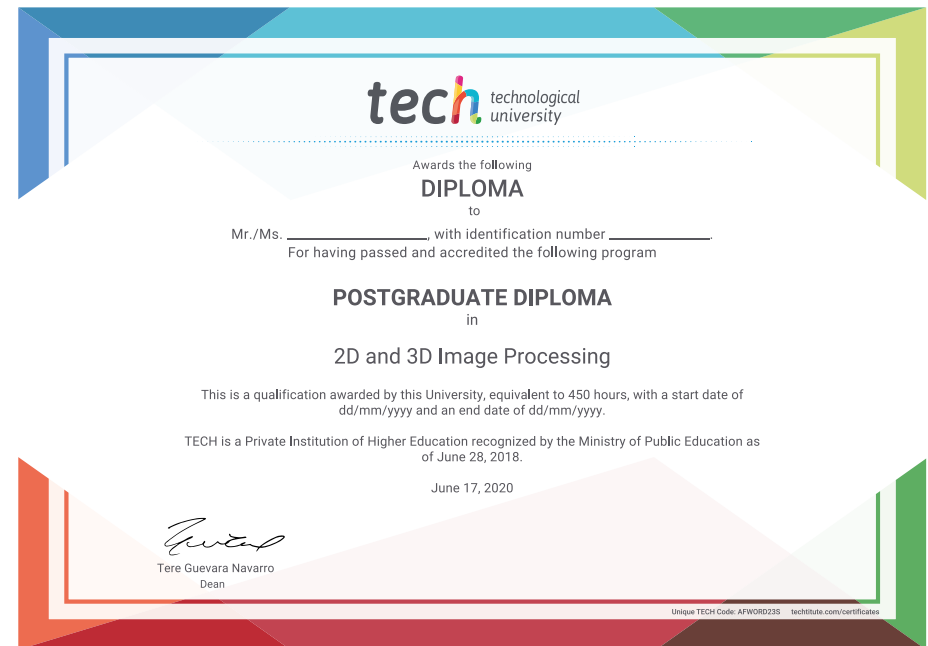 tech technological
university
Awards the following
DIPLOMA
to
Mr./Ms. ____________________, with identification number ______________.
For having passed and accredited the following program
POSTGRADUATE DIPLOMA
in
2D and 3D Image Processing
This is a qualification awarded by this University, equivalent to 450 hours, with a start date of
dd/mm/yyyy and an end date of dd/mm/yyyy.
TECH is a Private Institution of Higher Education recognized by the Ministry of Public Education as
of June 28, 2018.
June 17, 2020
Tere Guevara Navarro
Dean
Unique TECH Code: AFWORD23S techtitute.com/certificates